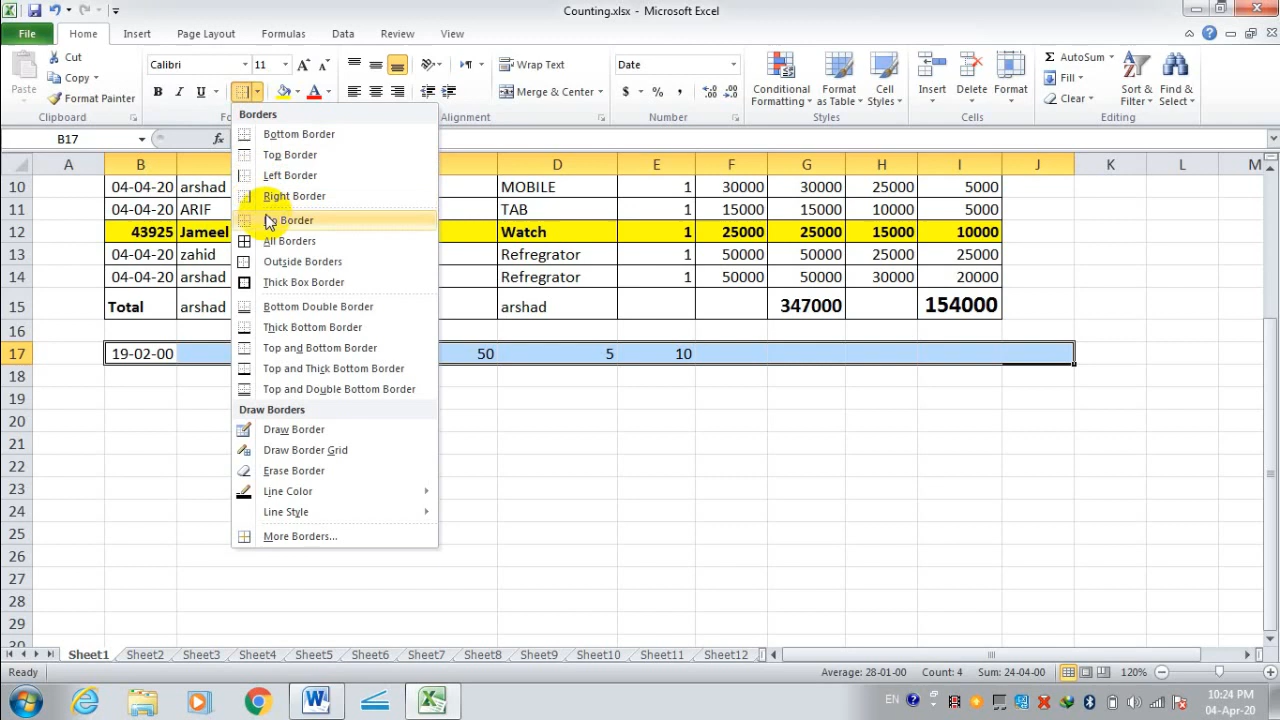 Counting.xlsx - Microsoft Excel
File Home Insert Page Layout Formulas Data Review View
Paste
Cut
Copy
Format Painter
Clipboard
Calibri 11
B I U
Alignment
Wrap Text
Merge & Center
Date
$ % ,
Number
Conditional Formatting
Format as Table
Cell Styles
Styles
Insert Delete Format
Cells
Σ AutoSum
Fill
Clear
Sort & Filter
Find & Select
Editing
B17 fx
A B D E F G H I J K L M
10 04-04-20 arshad MOBILE 1 30000 30000 25000 5000
11 04-04-20 ARIF TAB 1 15000 15000 10000 5000
12 43925 Jameel Watch 1 25000 25000 15000 10000
13 04-04-20 zahid Refregrator 1 50000 50000 25000 25000
14 04-04-20 arshad Refregrator 1 50000 50000 30000 20000
15 Total arshad arshad 347000 154000
16
17 19-02-00 50 5 10
18
19
20
21
22
23
24
25
26
27
28
29
30
Borders
Bottom Border
Top Border
Left Border
Right Border
Border
All Borders
Outside Borders
Thick Box Border
Bottom Double Border
Thick Bottom Border
Top and Bottom Border
Top and Thick Bottom Border
Top and Double Bottom Border
Draw Borders
Draw Border
Draw Border Grid
Erase Border
Line Color
Line Style
More Borders...
Sheet1 Sheet2 Sheet3 Sheet4 Sheet5 Sheet6 Sheet7 Sheet8 Sheet9 Sheet10 Sheet11 Sheet12
Ready Average: 28-01-00 Count: 4 Sum: 24-04-00 120%
EN 10:24 PM
04-Apr-20